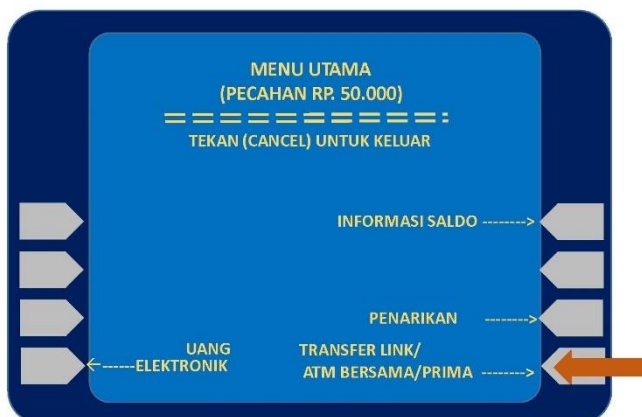 MENU UTAMA
(PECAHAN RP. 50.000)
TEKAN (CANCEL) UNTUK KELUAR
INFORMASI SALDO
PENARIKAN
UANG
ELEKTRONIK
TRANSFER LINK/
ATM BERSAMA/PRIMA